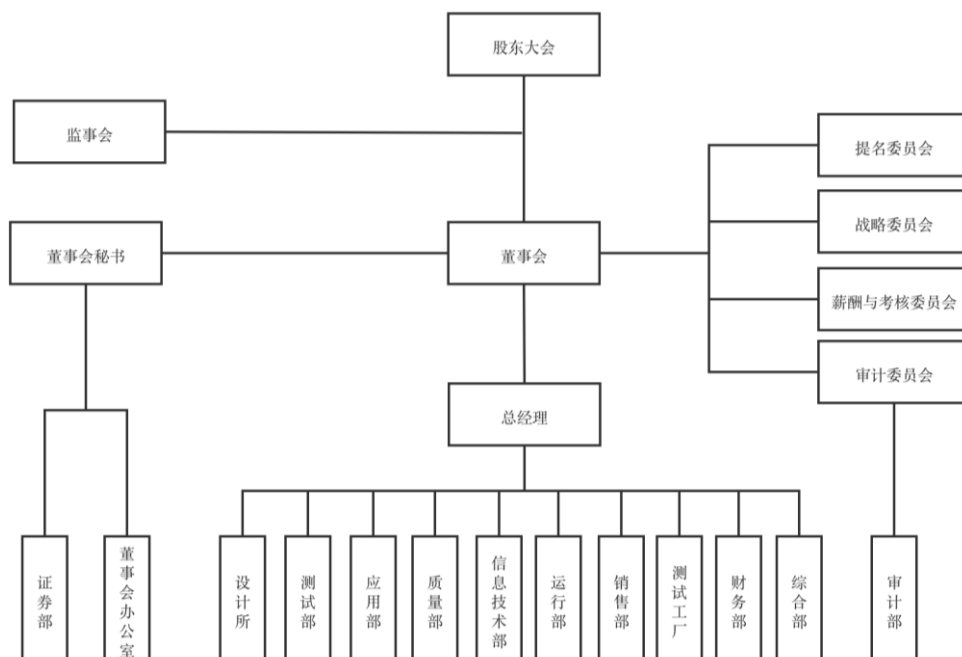 股东大会
监事会
提名委员会
战略委员会
董事会秘书
董事会
薪酬与考核委员会
审计委员会
总经理
证券部
董事会办公室
设计所
测试部
应用部
质量部
信息技术部
运行部
销售部
测试工厂
财务部
综合部
审计部